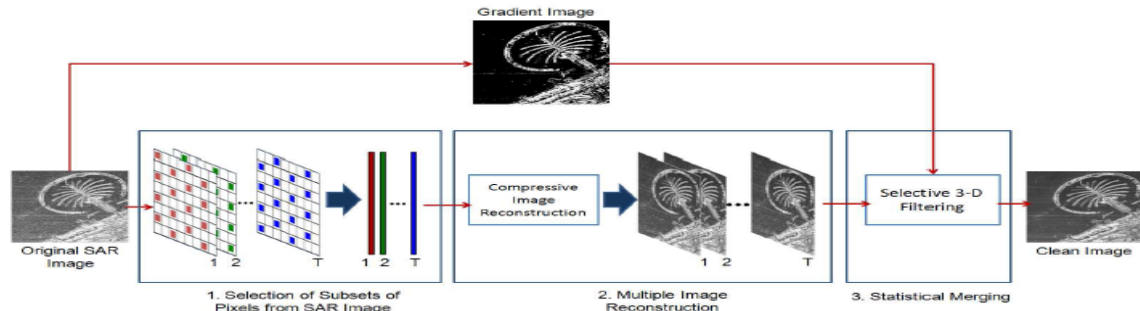 Gradient Image
Original SAR
Image
1 2 T
1 2 T
1. Selection of Subsets of
Pixels from SAR Image
Compressive
Image
Reconstruction
1 2 T
2. Multiple Image
Reconstruction
Selective 3-D
Filtering
3. Statistical Merging
Clean Image